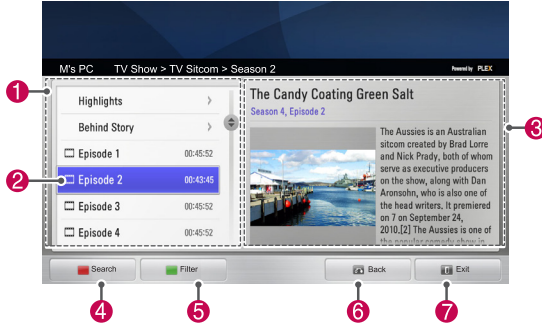 M's PC TV Show > TV Sitcom > Season 2
Powered by PLEX
1
Highlights >
Behind Story >
Episode 1 00:45:52
2
Episode 2 00:43:45
Episode 3 00:45:52
Episode 4 00:45:52
The Candy Coating Green Salt
Season 4, Episode 2
3
The Aussies is an Australian
sitcom created by Brad Lorre
and Nick Prady, both of whom
serve as executive producers
on the show, along with Dan
Aronsohn, who is also one of
the head writers. It premiered
on 7 on September 24,
2010.[2] The Aussies is one of
the popular comedy show in
Search
Filter
Back
Exit
4
5
6
7